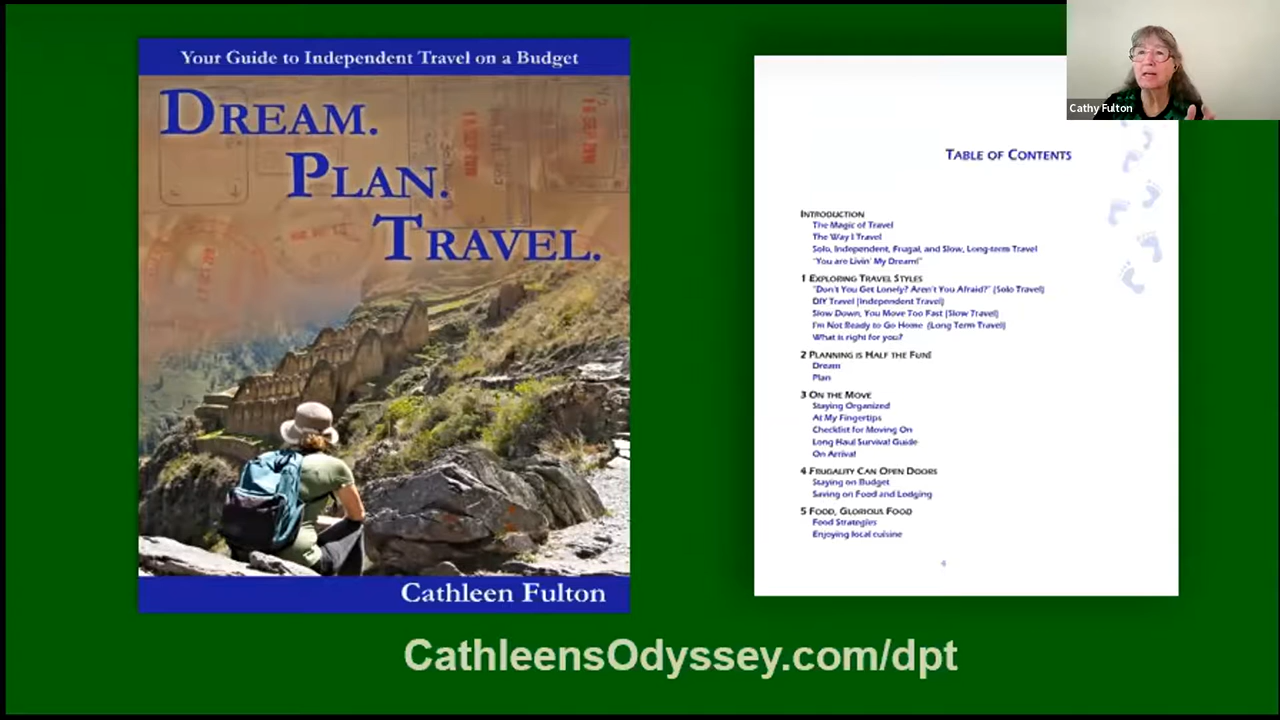 Your Guide to Independent Travel on a Budget
DREAM.
PLAN.
TRAVEL.
Cathleen Fulton
Cathy Fulton
TABLE OF CONTENTS
INTRODUCTION
The Magic of Travel
The Way I Travel
Solo, Independent, Frugal, and Slow, Long-term Travel
"You are Livin' My Dream!"
1 EXPLORING TRAVEL STYLES
"Don't You Get Lonely? Aren't You Afraid?" (Solo Travel)
DIY Travel (Independent Travel)
Slow Down, You Move Too Fast (Slow Travel)
I'm Not Ready to Go Home (Long Term Travel)
What is right for you?
2 PLANNING IS HALF THE FUN!
Dream
Plan
3 ON THE MOVE
Staying Organized
At My Fingertips
Checklist for Moving On
Long Haul Survival Guide
On Arrival
4 FRUGALITY CAN OPEN DOORS
Staying on Budget
Saving on Food and Lodging
5 FOOD, GLORIOUS FOOD
Food Strategies
Enjoying local cuisine
CathleensOdyssey.com/dpt